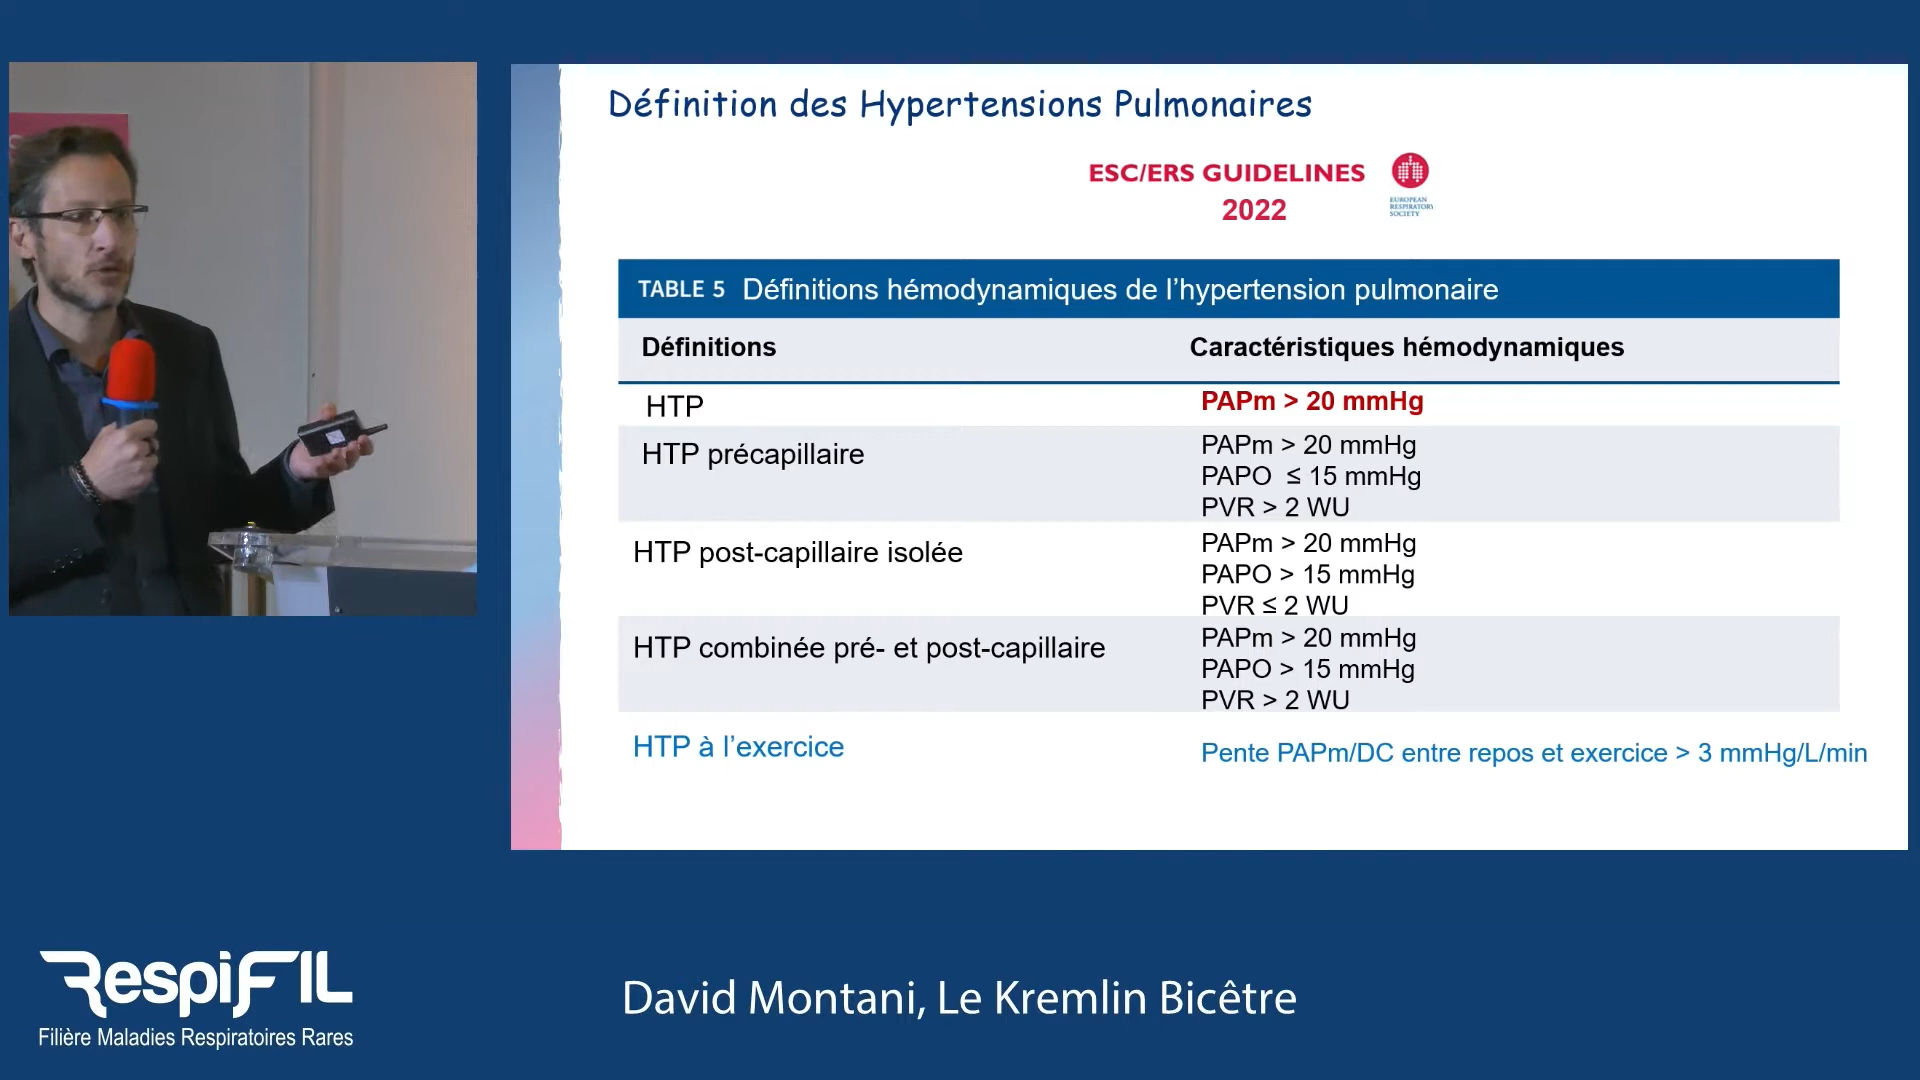 Définition des Hypertensions Pulmonaires
ESC/ERS GUIDELINES
2022
EUROPEAN
RESPIRATORY
SOCIETY
TABLE 5 Définitions hémodynamiques de l’hypertension pulmonaire
Définitions Caractéristiques hémodynamiques
HTP PAPm > 20 mmHg
HTP précapillaire
PAPm > 20 mmHg
PAPO ≤ 15 mmHg
PVR > 2 WU
HTP post-capillaire isolée
PAPm > 20 mmHg
PAPO > 15 mmHg
PVR ≤ 2 WU
HTP combinée pré- et post-capillaire
PAPm > 20 mmHg
PAPO > 15 mmHg
PVR > 2 WU
HTP à l’exercice Pente PAPm/DC entre repos et exercice > 3 mmHg/L/min
RespiFIL
Filière Maladies Respiratoires Rares
David Montani, Le Kremlin Bicêtre